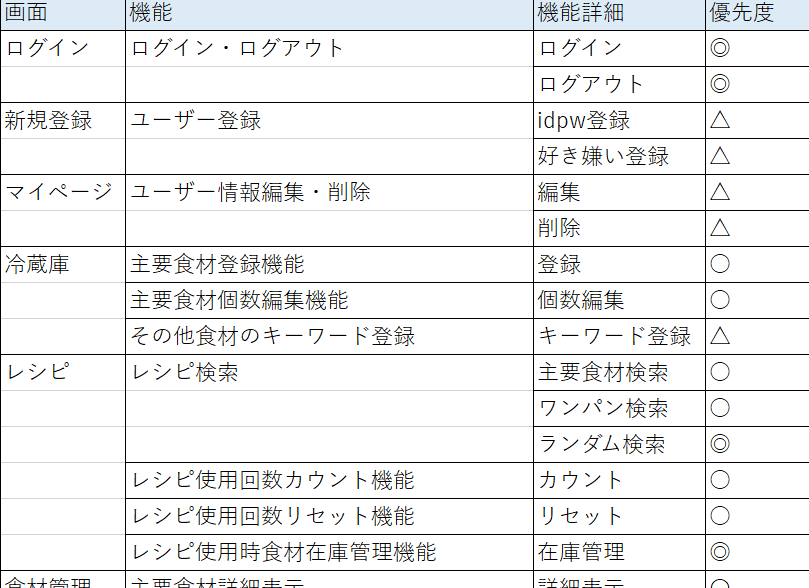 画面 機能 機能詳細 優先度
ログイン ログイン・ログアウト ログイン ◎
ログアウト ◎
新規登録 ユーザー登録 idpw登録 △
好き嫌い登録 △
マイページ ユーザー情報編集・削除 編集 △
削除 △
冷蔵庫 主要食材登録機能 登録 ○
主要食材個数編集機能 個数編集 ○
その他食材のキーワード登録 キーワード登録 △
レシピ レシピ検索 主要食材検索 ○
ワンパン検索 ○
ランダム検索 ◎
レシピ使用回数カウント機能 カウント ○
レシピ使用回数リセット機能 リセット ○
レシピ使用時食材在庫管理機能 在庫管理 ◎
食材管理 主要食材詳細表示 詳細表示 ○